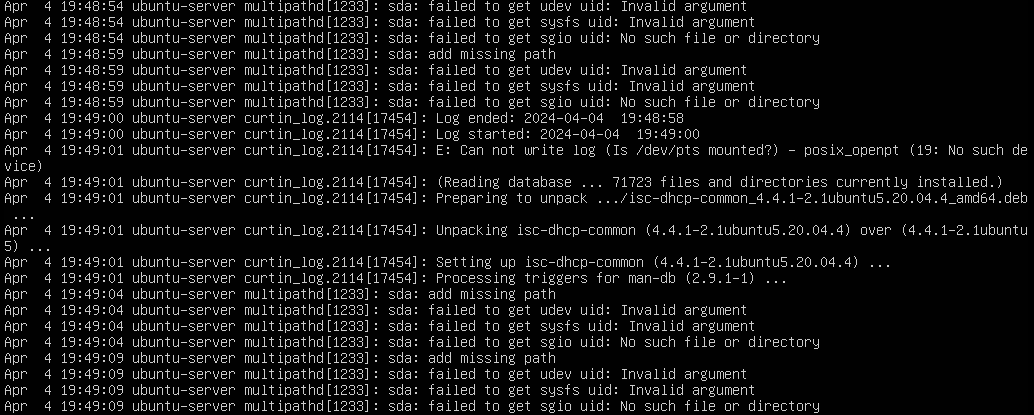 Apr  4 19:48:54 ubuntu-server multipathd[1233]: sda: failed to get udev uid: Invalid argument
Apr  4 19:48:54 ubuntu-server multipathd[1233]: sda: failed to get sysfs uid: Invalid argument
Apr  4 19:48:54 ubuntu-server multipathd[1233]: sda: failed to get sgio uid: No such file or directory
Apr  4 19:48:59 ubuntu-server multipathd[1233]: sda: add missing path
Apr  4 19:48:59 ubuntu-server multipathd[1233]: sda: failed to get udev uid: Invalid argument
Apr  4 19:48:59 ubuntu-server multipathd[1233]: sda: failed to get sysfs uid: Invalid argument
Apr  4 19:48:59 ubuntu-server multipathd[1233]: sda: failed to get sgio uid: No such file or directory
Apr  4 19:49:00 ubuntu-server curtin_log.2114[17454]: Log ended: 2024-04-04  19:48:58
Apr  4 19:49:00 ubuntu-server curtin_log.2114[17454]: Log started: 2024-04-04  19:49:00
Apr  4 19:49:01 ubuntu-server curtin_log.2114[17454]: E: Can not write log (Is /dev/pts mounted?) - posix_openpt (19: No such de
vice)
Apr  4 19:49:01 ubuntu-server curtin_log.2114[17454]: (Reading database ... 71723 files and directories currently installed.)
Apr  4 19:49:01 ubuntu-server curtin_log.2114[17454]: Preparing to unpack .../isc-dhcp-common_4.4.1-2.1ubuntu5.20.04.4_amd64.deb
 ...
Apr  4 19:49:01 ubuntu-server curtin_log.2114[17454]: Unpacking isc-dhcp-common (4.4.1-2.1ubuntu5.20.04.4) over (4.4.1-2.1ubuntu
5) ...
Apr  4 19:49:01 ubuntu-server curtin_log.2114[17454]: Setting up isc-dhcp-common (4.4.1-2.1ubuntu5.20.04.4) ...
Apr  4 19:49:01 ubuntu-server curtin_log.2114[17454]: Processing triggers for man-db (2.9.1-1) ...
Apr  4 19:49:04 ubuntu-server multipathd[1233]: sda: add missing path
Apr  4 19:49:04 ubuntu-server multipathd[1233]: sda: failed to get udev uid: Invalid argument
Apr  4 19:49:04 ubuntu-server multipathd[1233]: sda: failed to get sysfs uid: Invalid argument
Apr  4 19:49:04 ubuntu-server multipathd[1233]: sda: failed to get sgio uid: No such file or directory
Apr  4 19:49:09 ubuntu-server multipathd[1233]: sda: add missing path
Apr  4 19:49:09 ubuntu-server multipathd[1233]: sda: failed to get udev uid: Invalid argument
Apr  4 19:49:09 ubuntu-server multipathd[1233]: sda: failed to get sysfs uid: Invalid argument
Apr  4 19:49:09 ubuntu-server multipathd[1233]: sda: failed to get sgio uid: No such file or directory